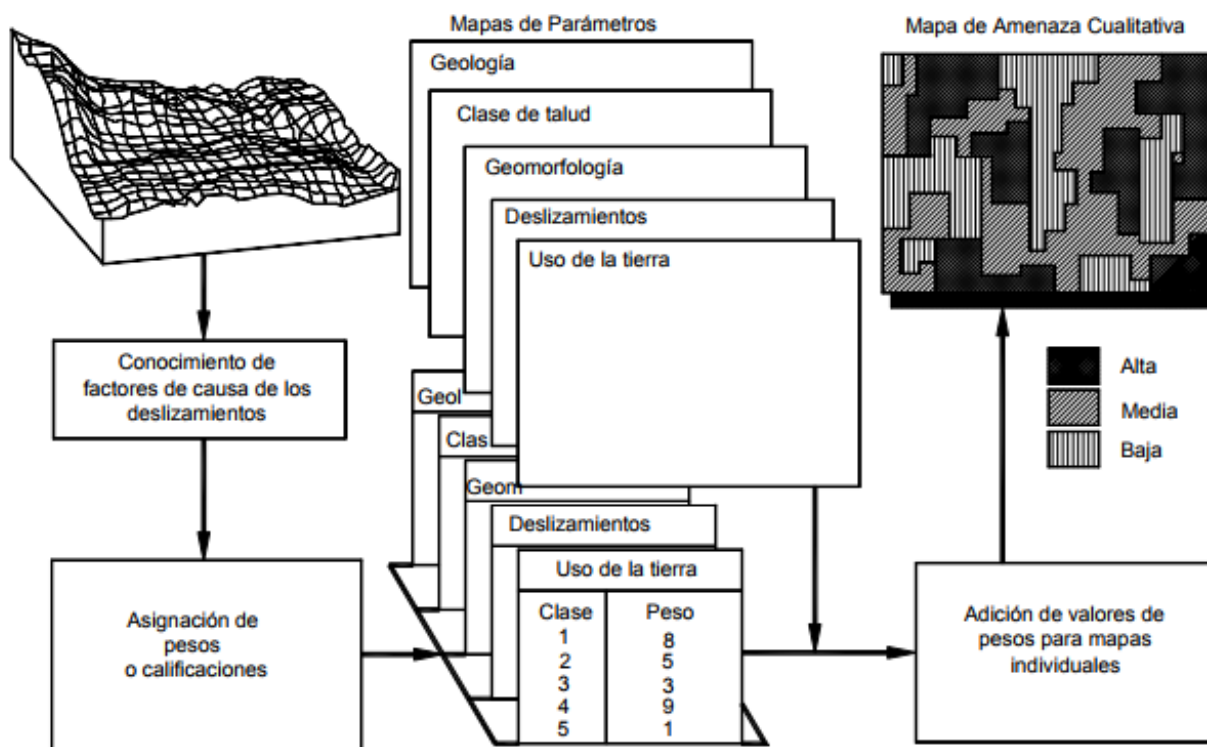 Mapas de Parámetros
Geología
Clase de talud
Geomorfología
Deslizamientos
Uso de la tierra
Mapa de Amenaza Cualitativa
Alta
Media
Baja
Conocimiento de
factores de causa de los
deslizamientos
Asignación de
pesos
o calificaciones
Geol
Clas
Geom
Deslizamientos
Uso de la tierra
Clase Peso
1 8
2 5
3 3
4 9
5 1
Adición de valores de
pesos para mapas
individuales